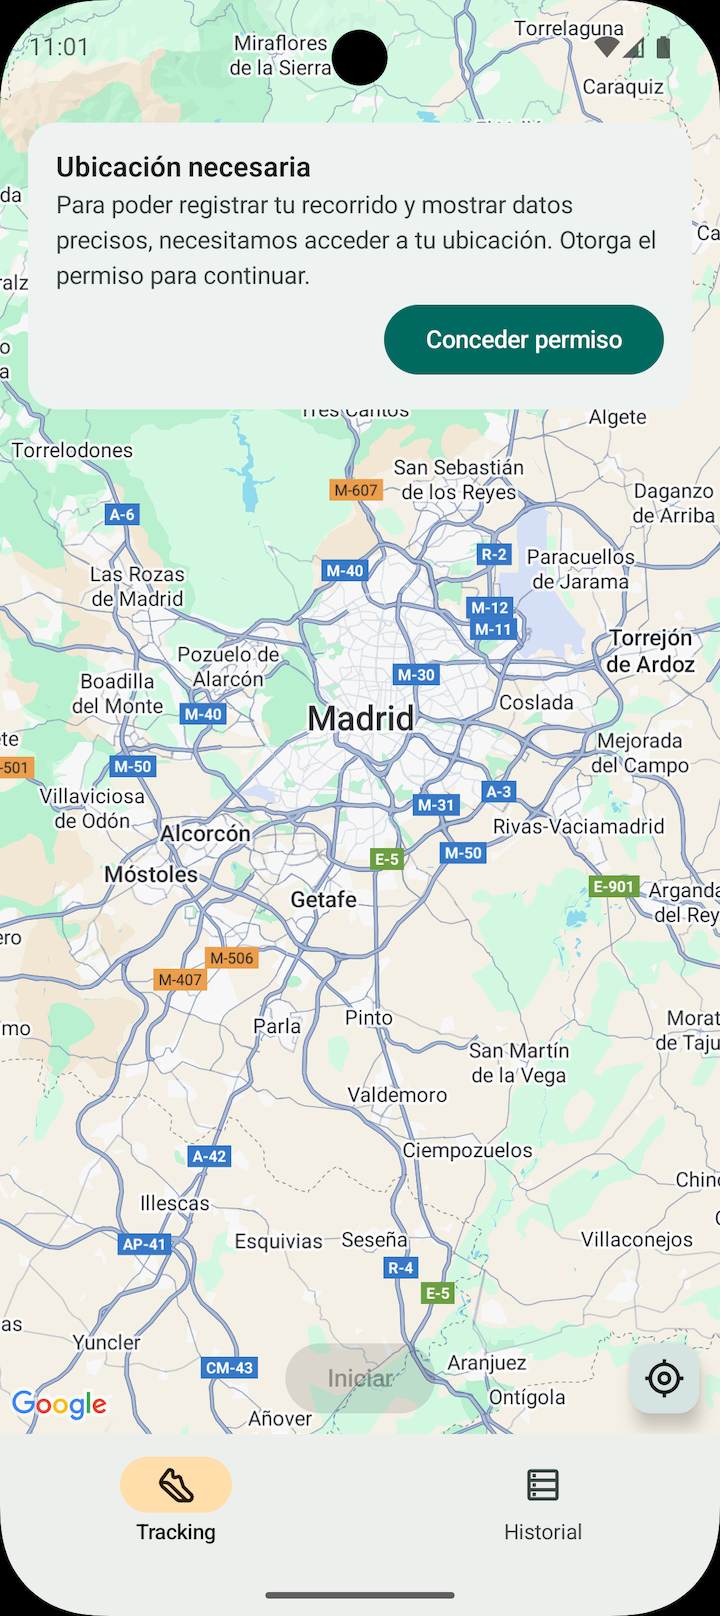 11:01
Miraflores
de la Sierra
Torrelaguna
Caraquiz
Ubicación necesaria
Para poder registrar tu recorrido y mostrar datos
precisos, necesitamos acceder a tu ubicación. Otorga el
permiso para continuar.
Conceder permiso
Tres Cantos
Algete
Torrelodones
San Sebastián
de los Reyes
M-607
Daganzo
de Arriba
A-6
R-2
Paracuellos
de Jarama
M-40
Las Rozas
de Madrid
M-12
M-11
Torrejón
de Ardoz
Pozuelo de
Alarcón
M-30
Boadilla
del Monte
Coslada
M-40
Madrid
Mejorada
del Campo
-501
M-50
A-3
Villaviciosa
de Odón
M-31
Rivas-Vaciamadrid
Alcorcón
M-50
E-5
Móstoles
E-901
Arganda
del Rey
Getafe
M-506
M-407
Parla
Pinto
Morat
de Taju
San Martín
de la Vega
Valdemoro
Ciempozuelos
A-42
Chin
Illescas
AP-41
Esquivias
Seseña
Villaconejos
R-4
E-5
as
Yuncler
CM-43
Iniciar
Aranjuez
Ontígola
Google
Añover
Tracking
Historial